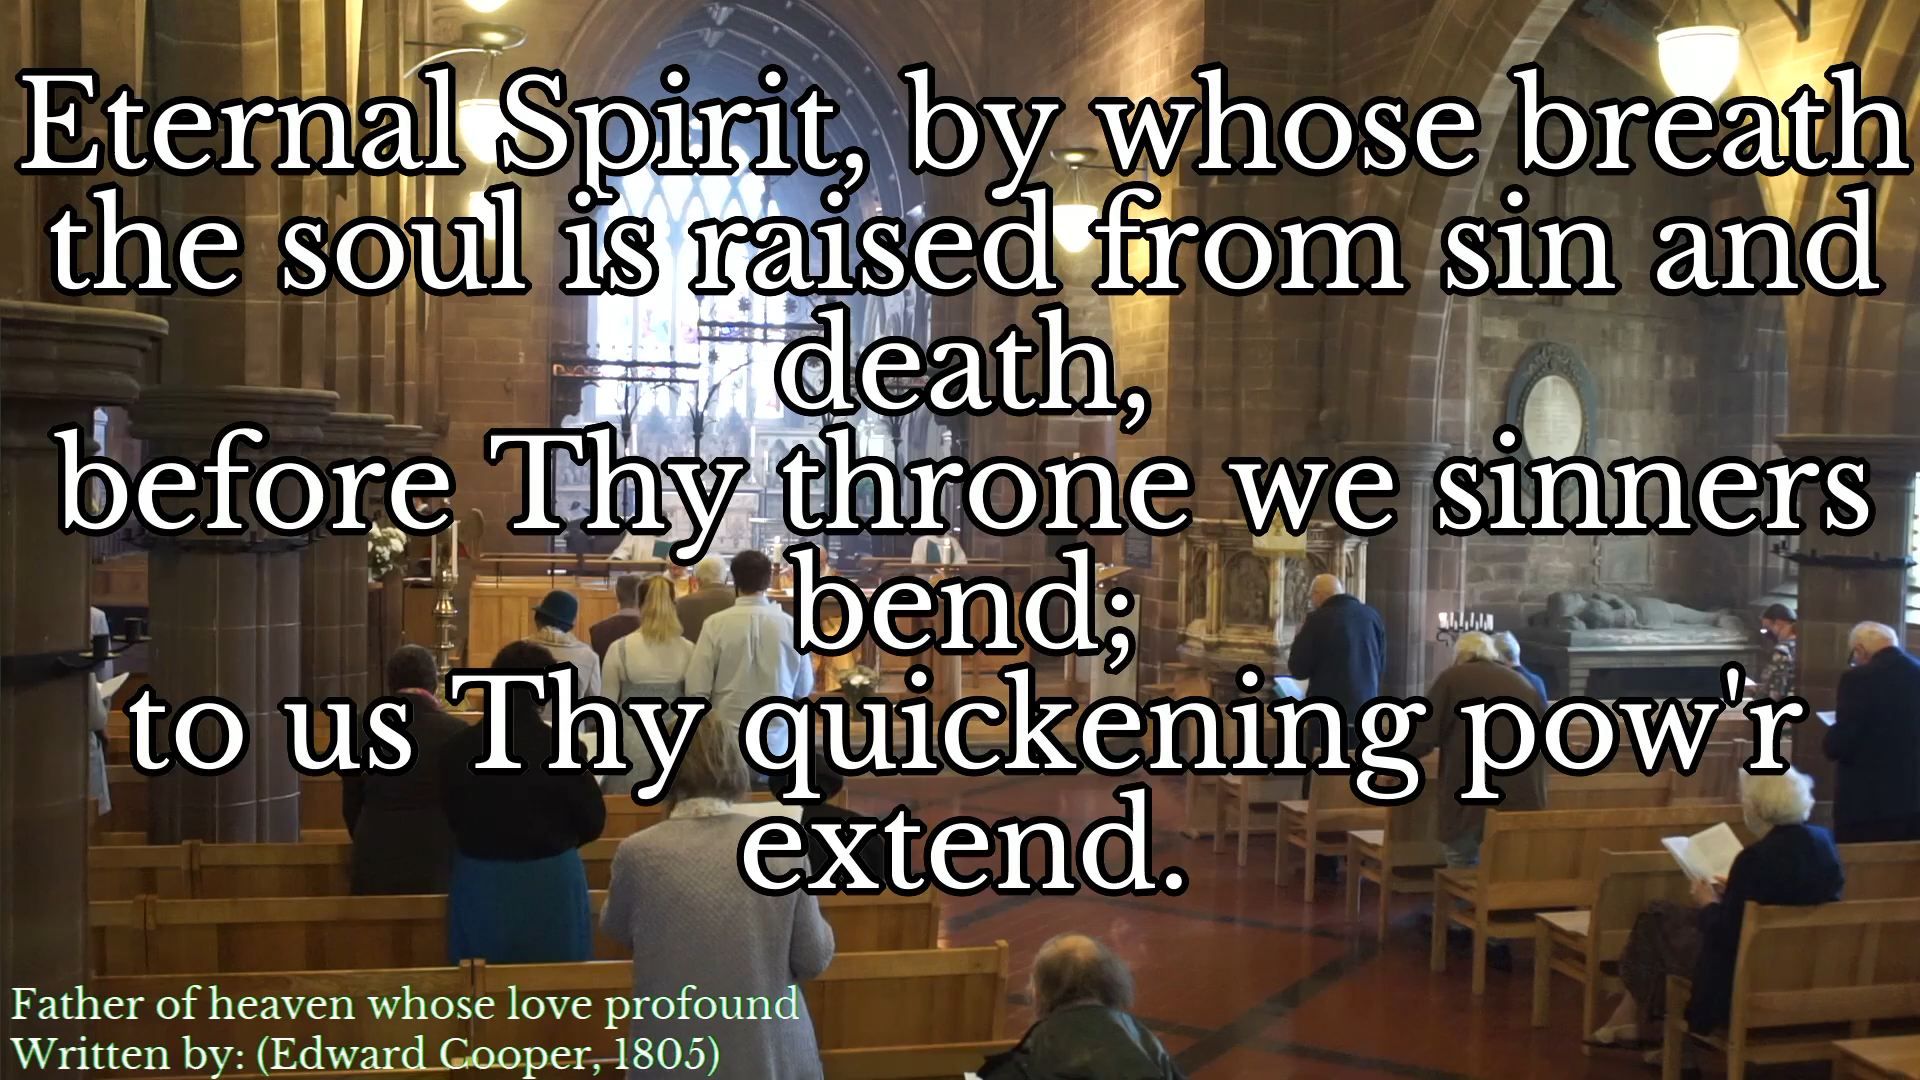 Eternal Spirit, by whose breath
the soul is raised from sin and
death,
before Thy throne we sinners
bend;
to us Thy quickening pow'r
extend.
Father of heaven whose love profound
Written by: (Edward Cooper, 1805)